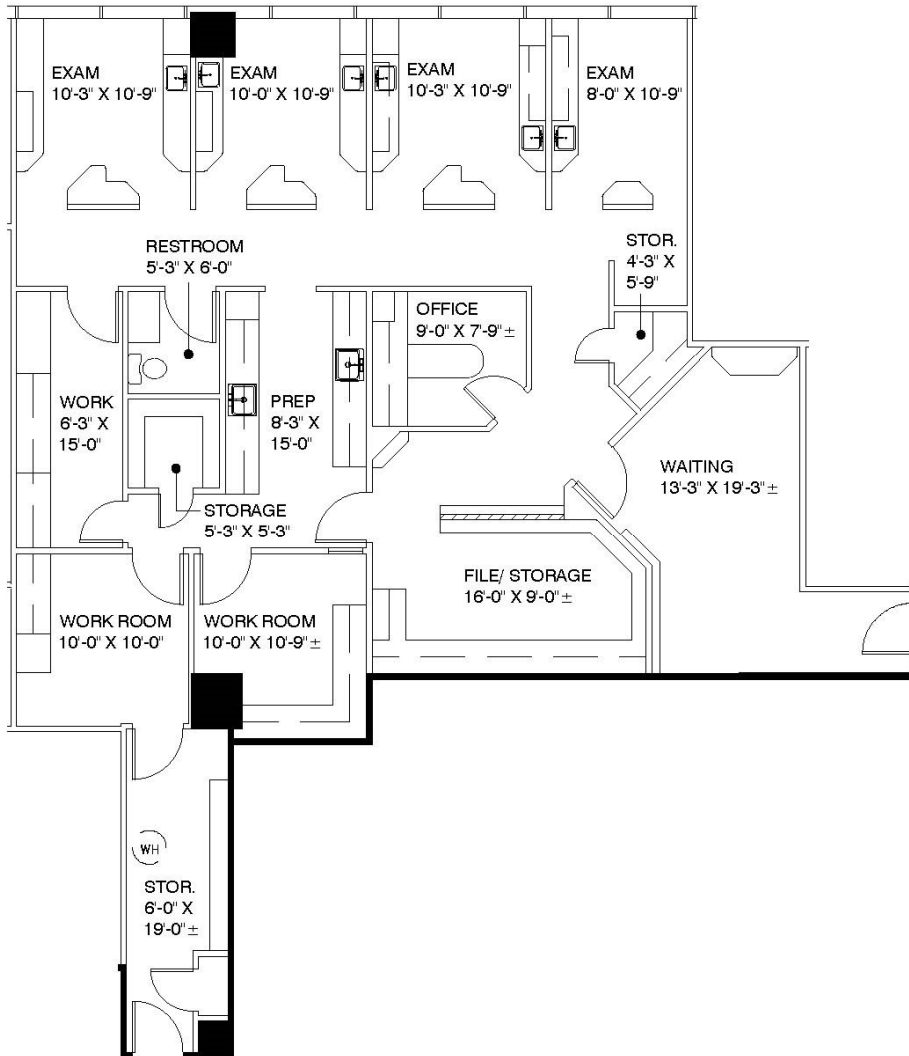 EXAM
10'-3" X 10'-9"
EXAM
10'-0" X 10'-9"
EXAM
10'-3" X 10'-9"
EXAM
8'-0" X 10'-9"
RESTROOM
5'-3" X 6'-0"
STOR.
4'-3" X
5'-9"
OFFICE
9'-0" X 7'-9"±
WORK
6'-3" X
15'-0"
PREP
8'-3" X
15'-0"
WAITING
13'-3" X 19'-3"±
STORAGE
5'-3" X 5'-3"
FILE/ STORAGE
16'-0" X 9'-0"±
WORK ROOM
10'-0" X 10'-0"
WORK ROOM
10'-0" X 10'-9"±
WH
STOR.
6'-0" X
19'-0"±